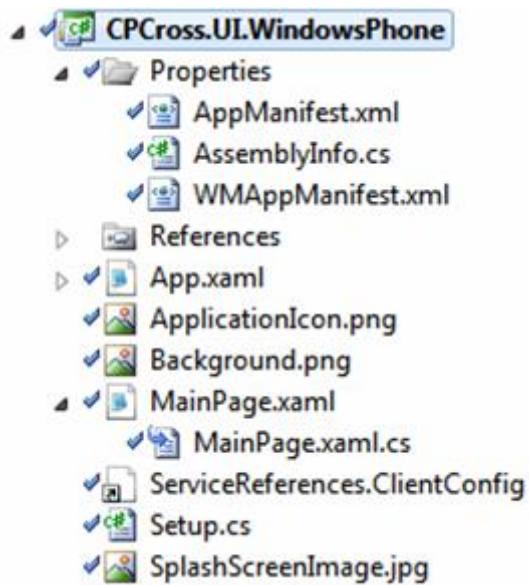 CPCross.UI.WindowsPhone
Properties
AppManifest.xml
AssemblyInfo.cs
WMAppManifest.xml
References
App.xaml
ApplicationIcon.png
Background.png
MainPage.xaml
MainPage.xaml.cs
ServiceReferences.ClientConfig
Setup.cs
SplashScreenImage.jpg